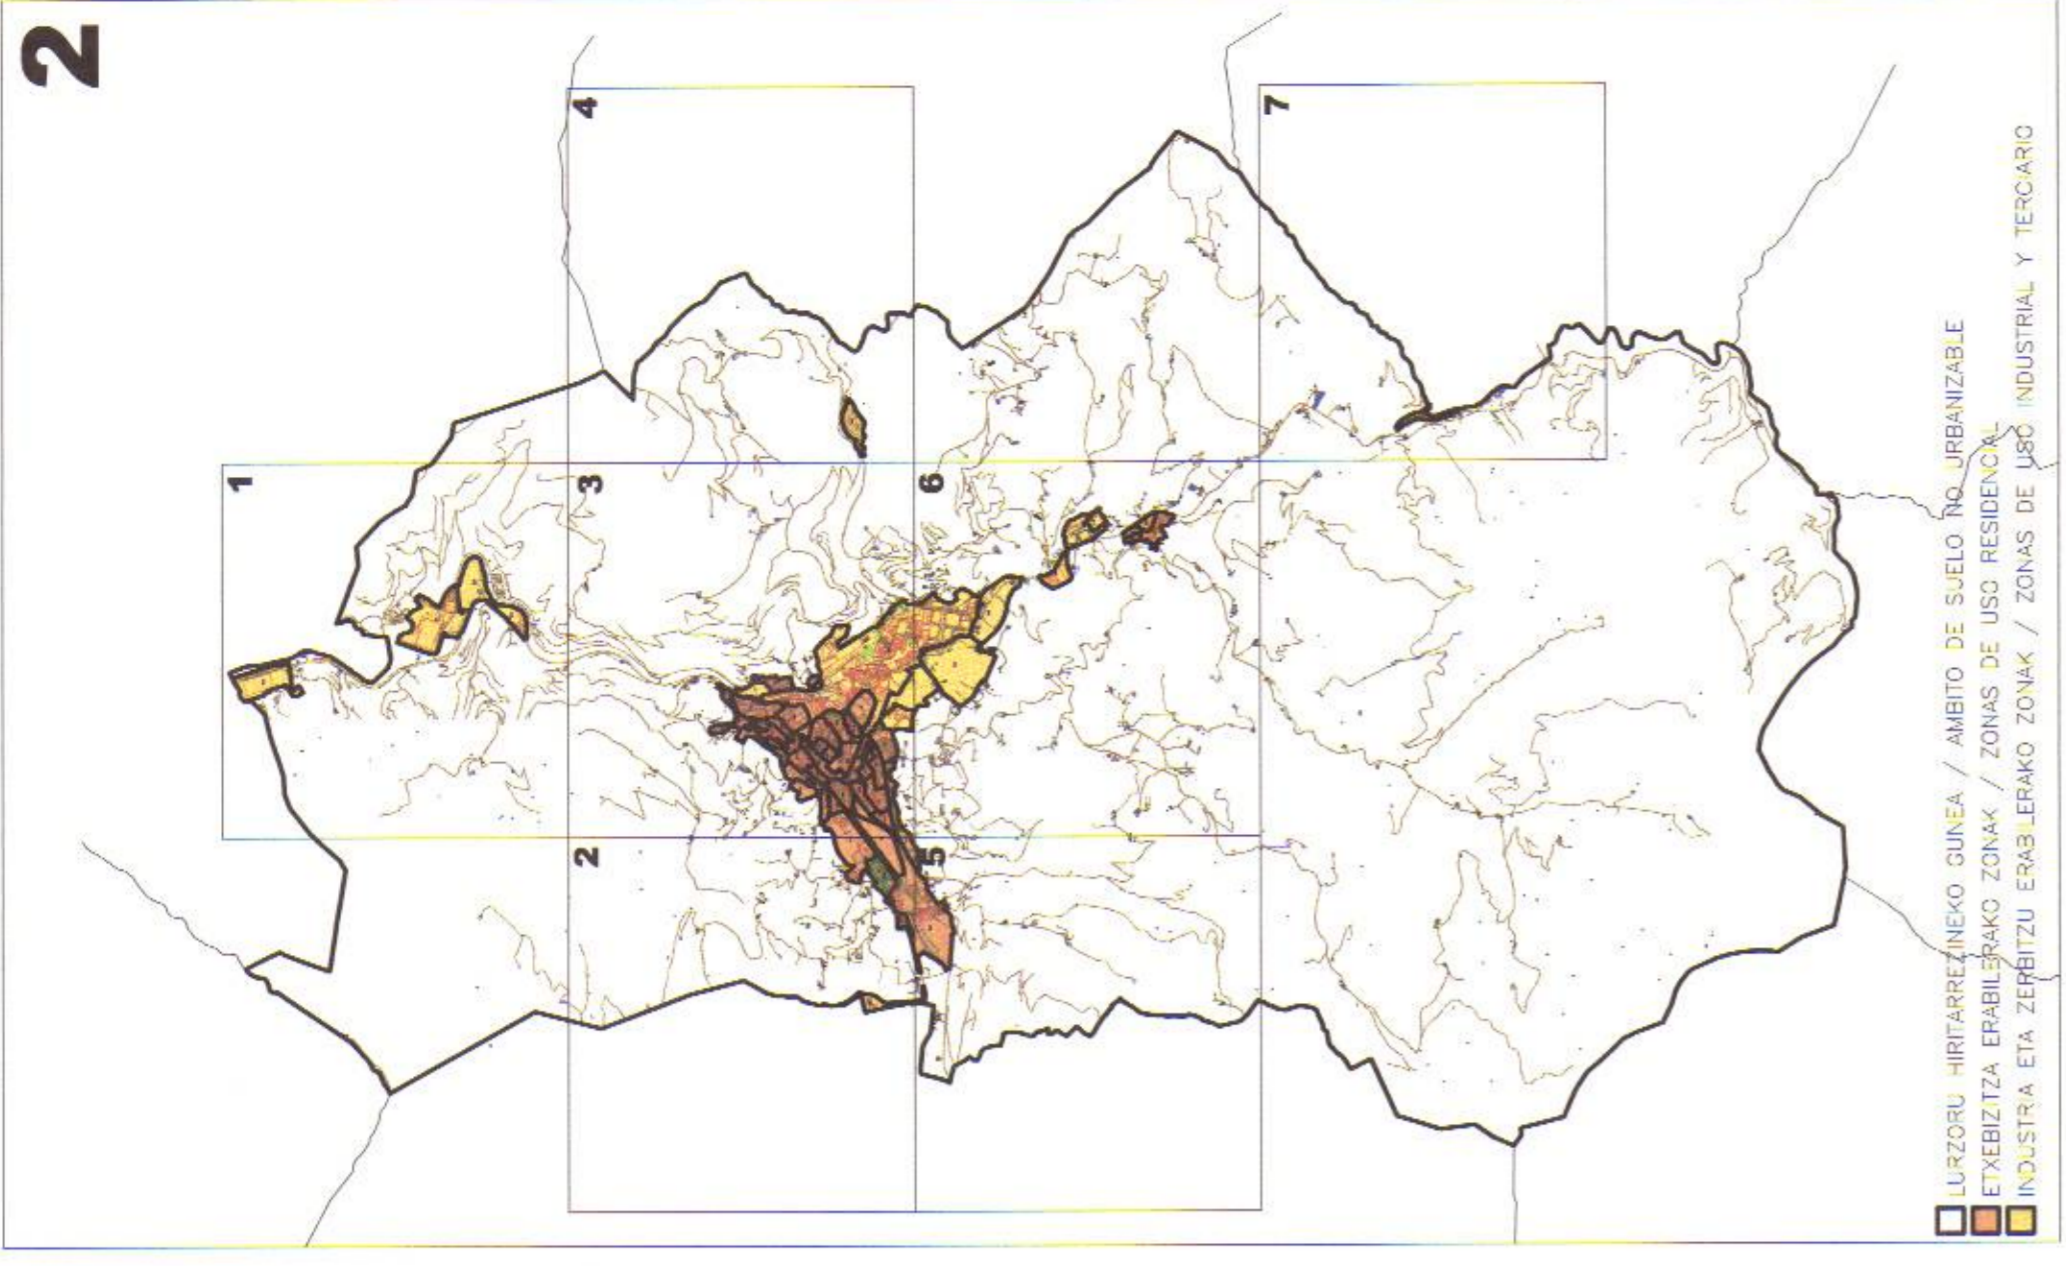 2
1
2
3
4
5
6
7
LURZORU HIRITARREZINEKO GUNEA / AMBITO DE SUELO NO URBANIZABLE
ETXEBIZITZA ERABILERAKO ZONAK / ZONAS DE USO RESIDENCIAL
INDUSTRIA ETA ZERBITZU ERABILERAKO ZONAK / ZONAS DE USO INDUSTRIAL Y TERCIARIO